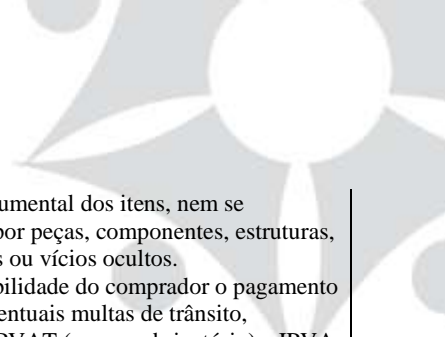 umental dos itens, nem se
por peças, componentes, estruturas,
s ou vícios ocultos.
bilidade do comprador o pagamento
entuais multas de trânsito,